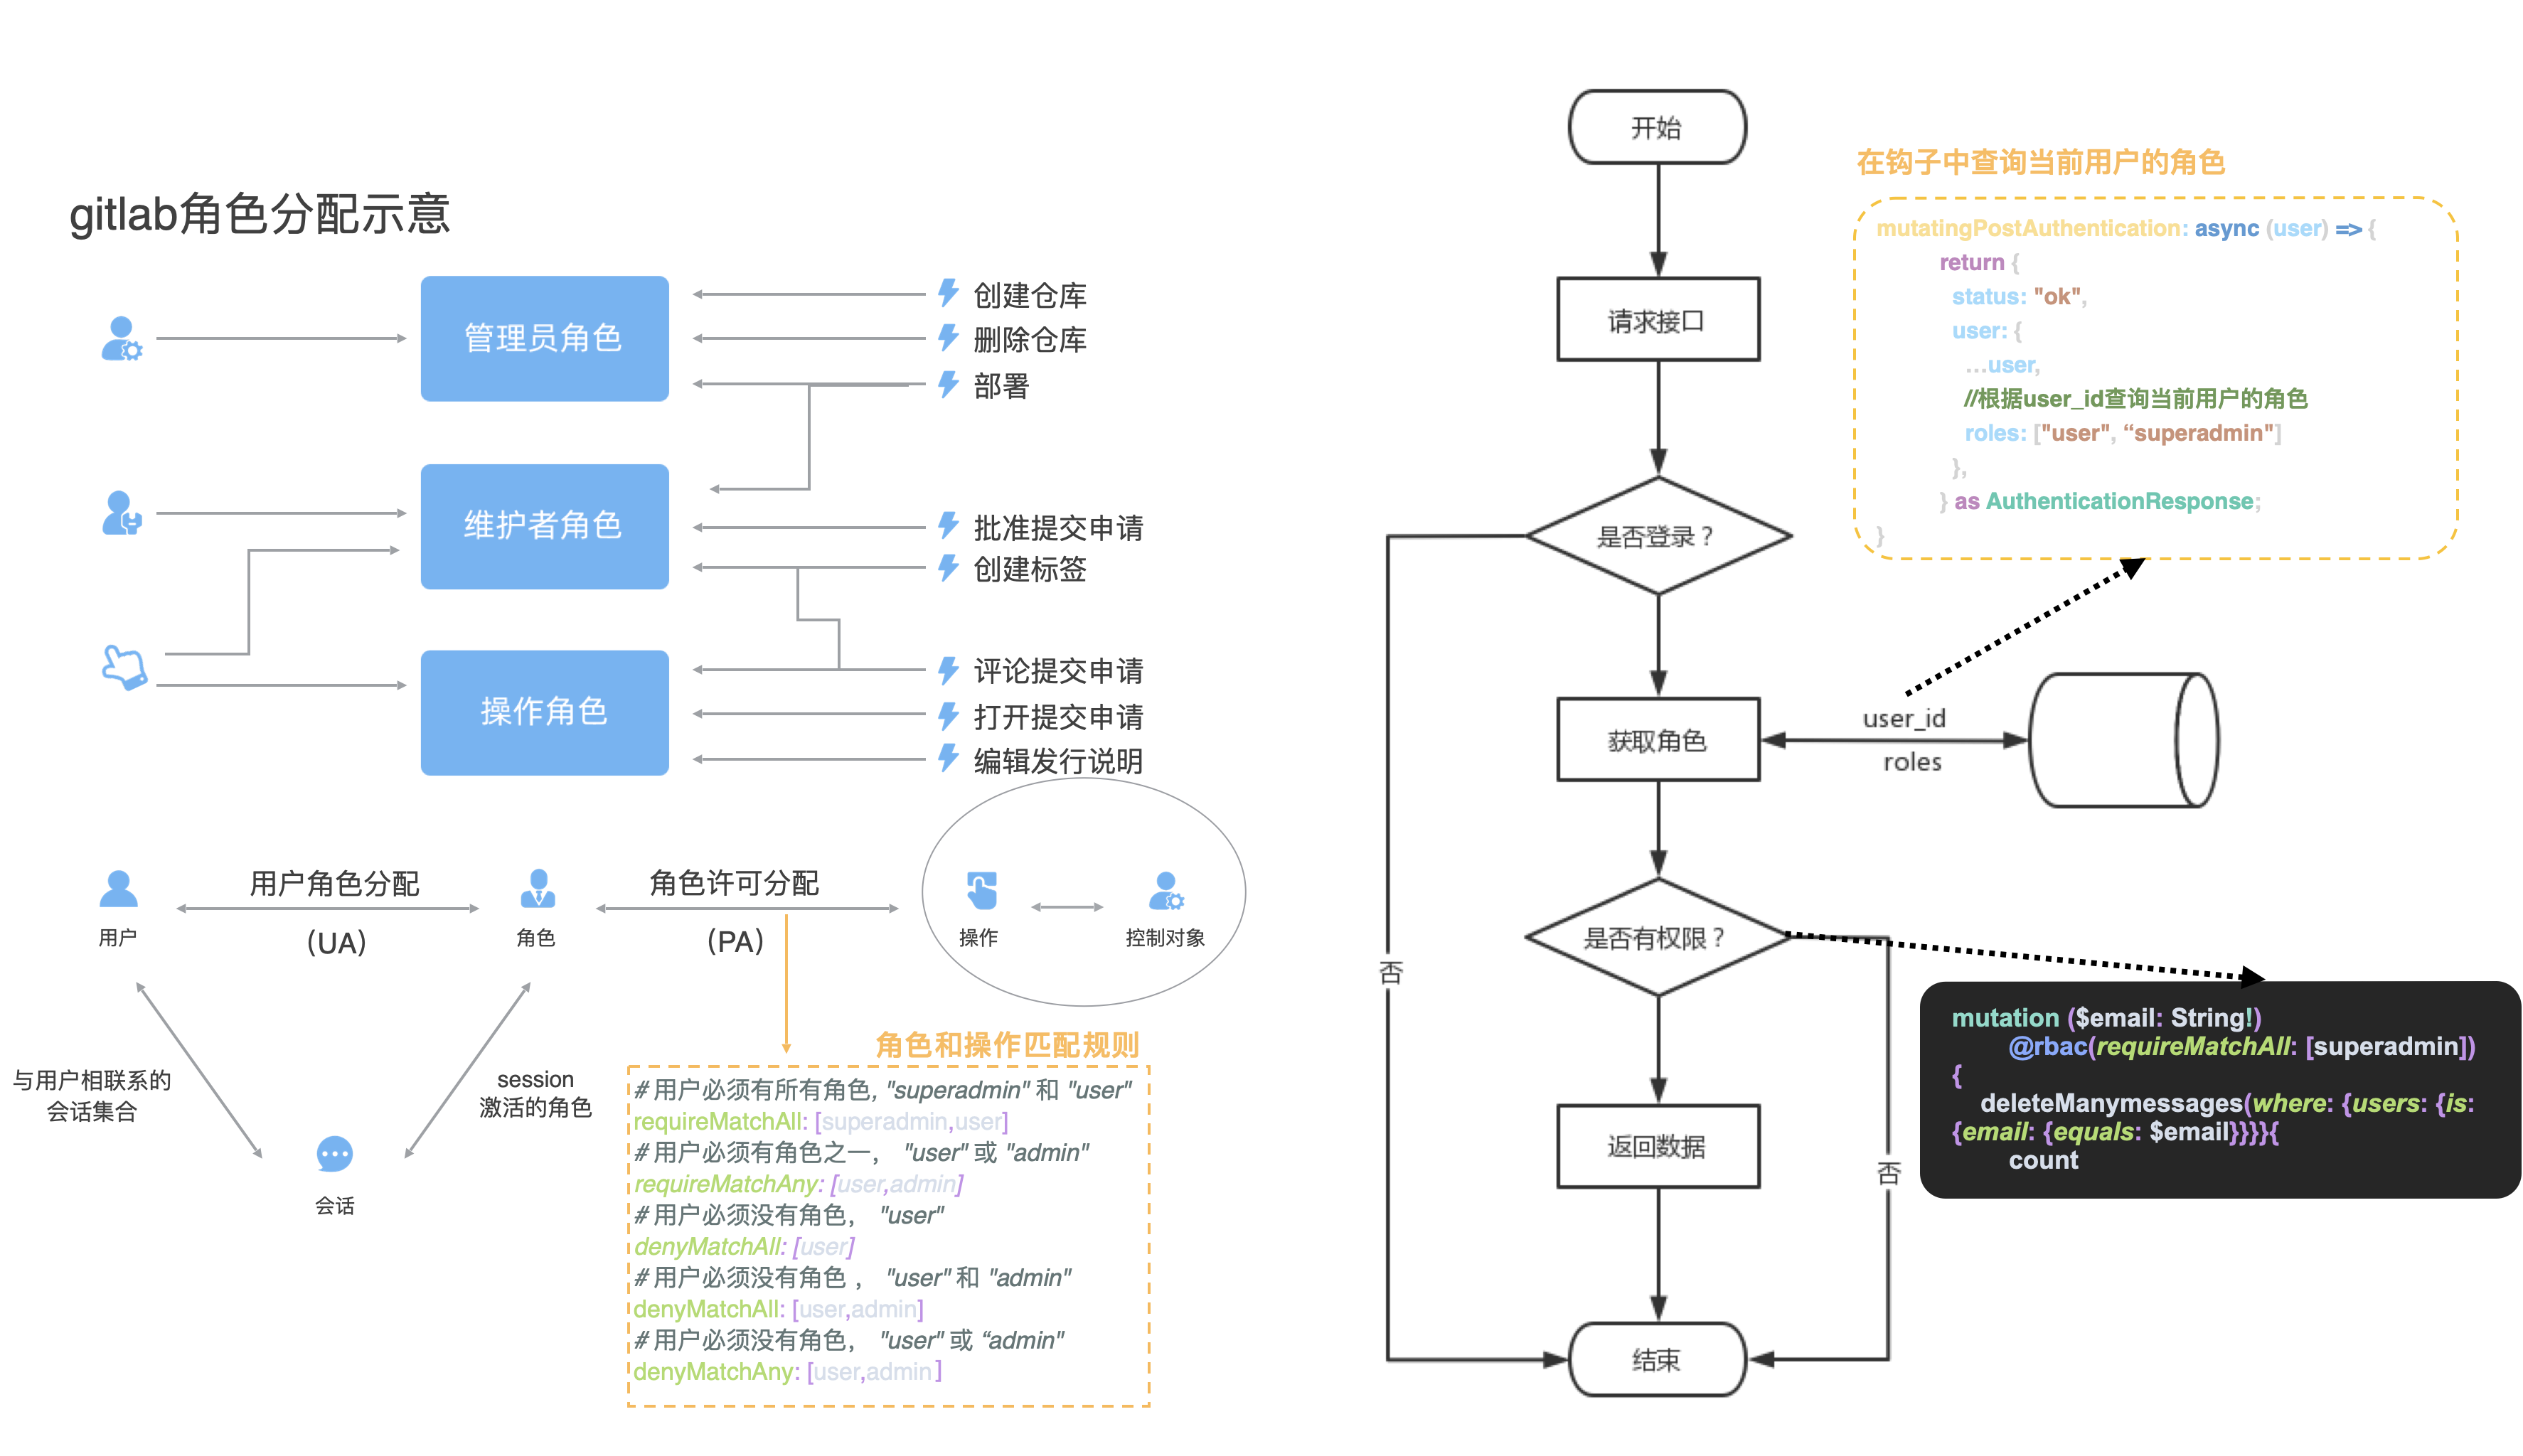 gitlab角色分配示意
管理员角色
创建仓库
删除仓库
部署
维护者角色
批准提交申请
创建标签
操作角色
评论提交申请
打开提交申请
编辑发行说明
用户
用户角色分配
(UA)
角色
角色许可分配
(PA)
操作
控制对象
与用户相联系的
会话集合
session
激活的角色
会话
角色和操作匹配规则
# 用户必须有所有角色, "superadmin" 和 "user"
requireMatchAll: [superadmin,user]
# 用户必须有角色之一， "user" 或 "admin"
requireMatchAny: [user,admin]
# 用户必须没有角色， "user"
denyMatchAll: [user]
# 用户必须没有角色 ， "user" 和 "admin"
denyMatchAll: [user,admin]
# 用户必须没有角色， "user" 或 “admin"
denyMatchAny: [user,admin]
开始
请求接口
是否登录？
获取角色
user_id
roles
是否有权限？
否
否
返回数据
结束
在钩子中查询当前用户的角色
mutatingPostAuthentication: async (user) => {
return {
status: "ok",
user: {
...user,
//根据user_id查询当前用户的角色
roles: ["user", “superadmin"]
},
} as AuthenticationResponse;
}
mutation ($email: String!)
@rbac(requireMatchAll: [superadmin])
{
deleteManymessages(where: {users: {is:
{email: {equals: $email}}}}){
count